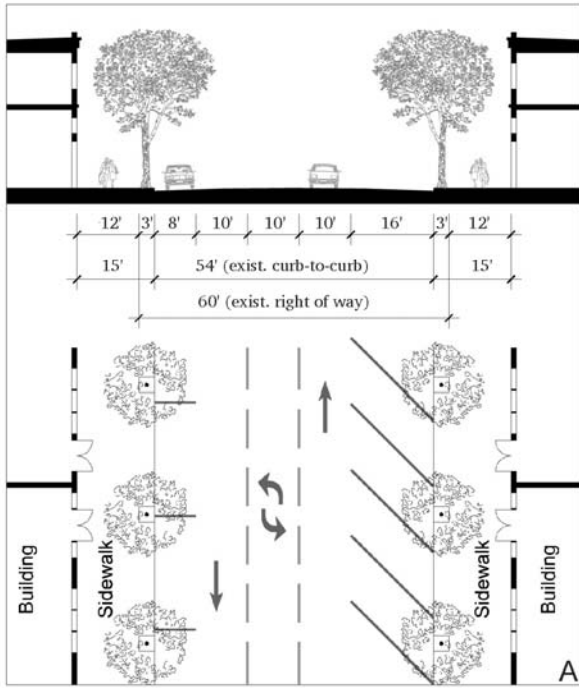 12' 3' 8' 10' 10' 10' 16' 3' 12'
15' 54' (exist. curb-to-curb) 15'
60' (exist. right of way)
Building
Sidewalk
Sidewalk
Building
A